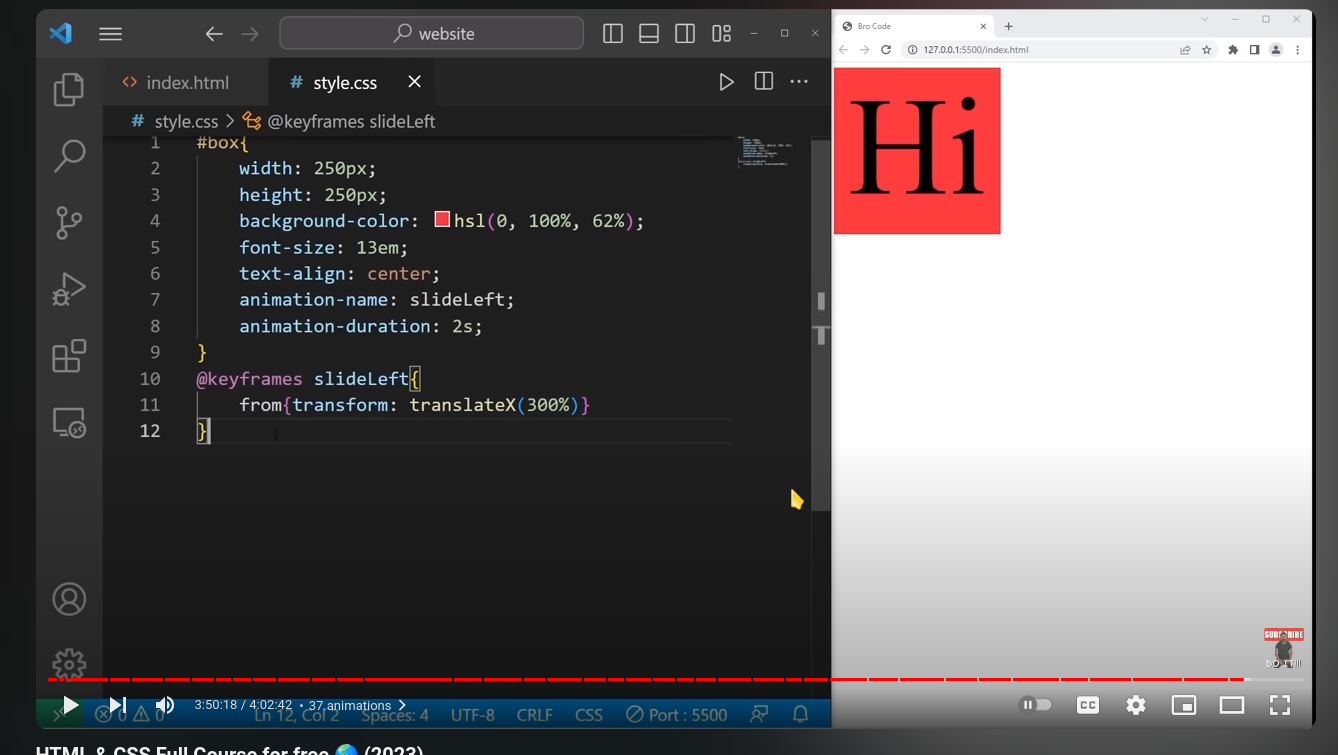 website
Bro Code
127.0.0.1:5500/index.html
<> index.html
# style.css
# style.css > @keyframes slideLeft
1 #box{
2 width: 250px;
3 height: 250px;
4 background-color: hsl(0, 100%, 62%);
5 font-size: 13em;
6 text-align: center;
7 animation-name: slideLeft;
8 animation-duration: 2s;
9 }
10 @keyframes slideLeft{
11 from{transform: translateX(300%)}
12 }
Hi
SUBSCRIBE
3:50:18 / 4:02:42 • 37.animations >
CC
0 0 Ln 12, Col 2 Spaces: 4 UTF-8 CRLF CSS Port : 5500
HTML & CSS Full Course for free 🌎 (2023)